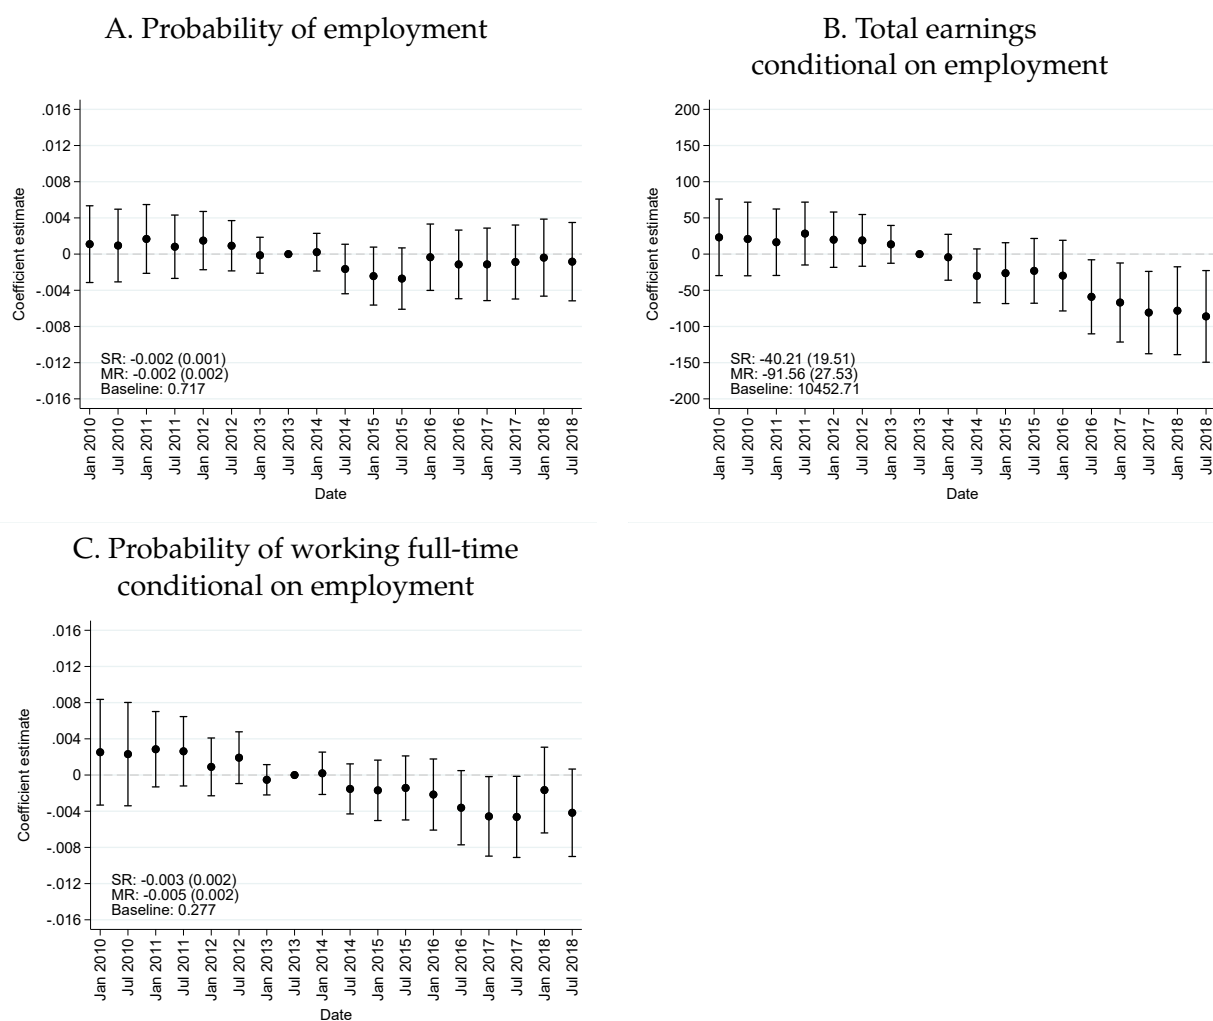 A. Probability of employment
.016
.012
.008
.004
0
-.004
-.008
-.012
-.016
Coefficient estimate
SR: -0.002 (0.001)
MR: -0.002 (0.002)
Baseline: 0.717
Jan 2010
Jul 2010
Jan 2011
Jul 2011
Jan 2012
Jul 2012
Jan 2013
Jul 2013
Jan 2014
Jul 2014
Jan 2015
Jul 2015
Jan 2016
Jul 2016
Jan 2017
Jul 2017
Jan 2018
Jul 2018
Date
B. Total earnings
conditional on employment
200
150
100
50
0
-50
-100
-150
-200
Coefficient estimate
SR: -40.21 (19.51)
MR: -91.56 (27.53)
Baseline: 10452.71
Jan 2010
Jul 2010
Jan 2011
Jul 2011
Jan 2012
Jul 2012
Jan 2013
Jul 2013
Jan 2014
Jul 2014
Jan 2015
Jul 2015
Jan 2016
Jul 2016
Jan 2017
Jul 2017
Jan 2018
Jul 2018
Date
C. Probability of working full-time
conditional on employment
.016
.012
.008
.004
0
-.004
-.008
-.012
-.016
Coefficient estimate
SR: -0.003 (0.002)
MR: -0.005 (0.002)
Baseline: 0.277
Jan 2010
Jul 2010
Jan 2011
Jul 2011
Jan 2012
Jul 2012
Jan 2013
Jul 2013
Jan 2014
Jul 2014
Jan 2015
Jul 2015
Jan 2016
Jul 2016
Jan 2017
Jul 2017
Jan 2018
Jul 2018
Date